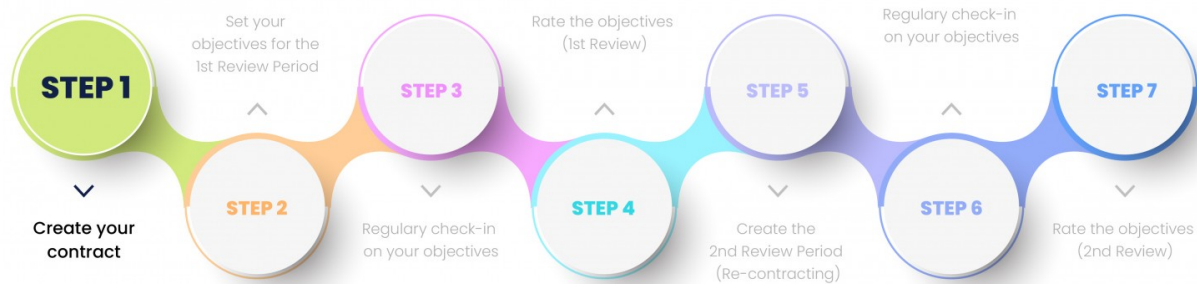 STEP 1
Create your
contract
Set your
objectives for the
1st Review Period
STEP 2
STEP 3
Regulary check-in
on your objectives
Rate the objectives
(1st Review)
STEP 4
STEP 5
Create the
2nd Review Period
(Re-contracting)
Regulary check-in
on your objectives
STEP 6
STEP 7
Rate the objectives
(2nd Review)